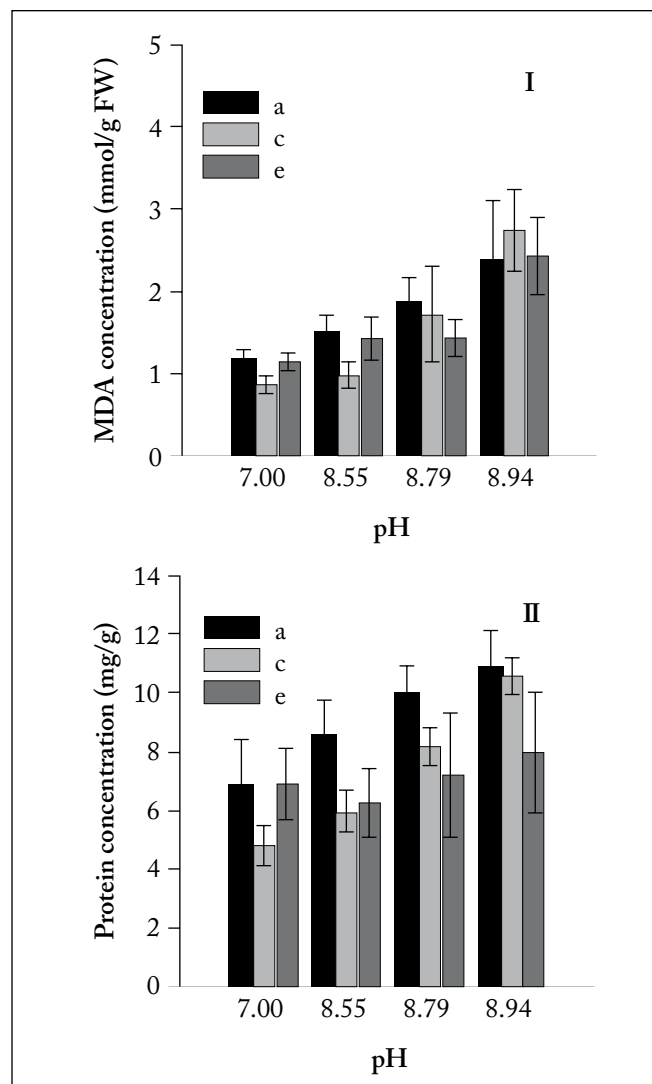 I
MDA concentration (mmol/g FW)
5
4
3
2
1
0
a
c
e
7.00 8.55 8.79 8.94
pH
II
Protein concentration (mg/g)
14
12
10
8
6
4
2
0
a
c
e
7.00 8.55 8.79 8.94
pH